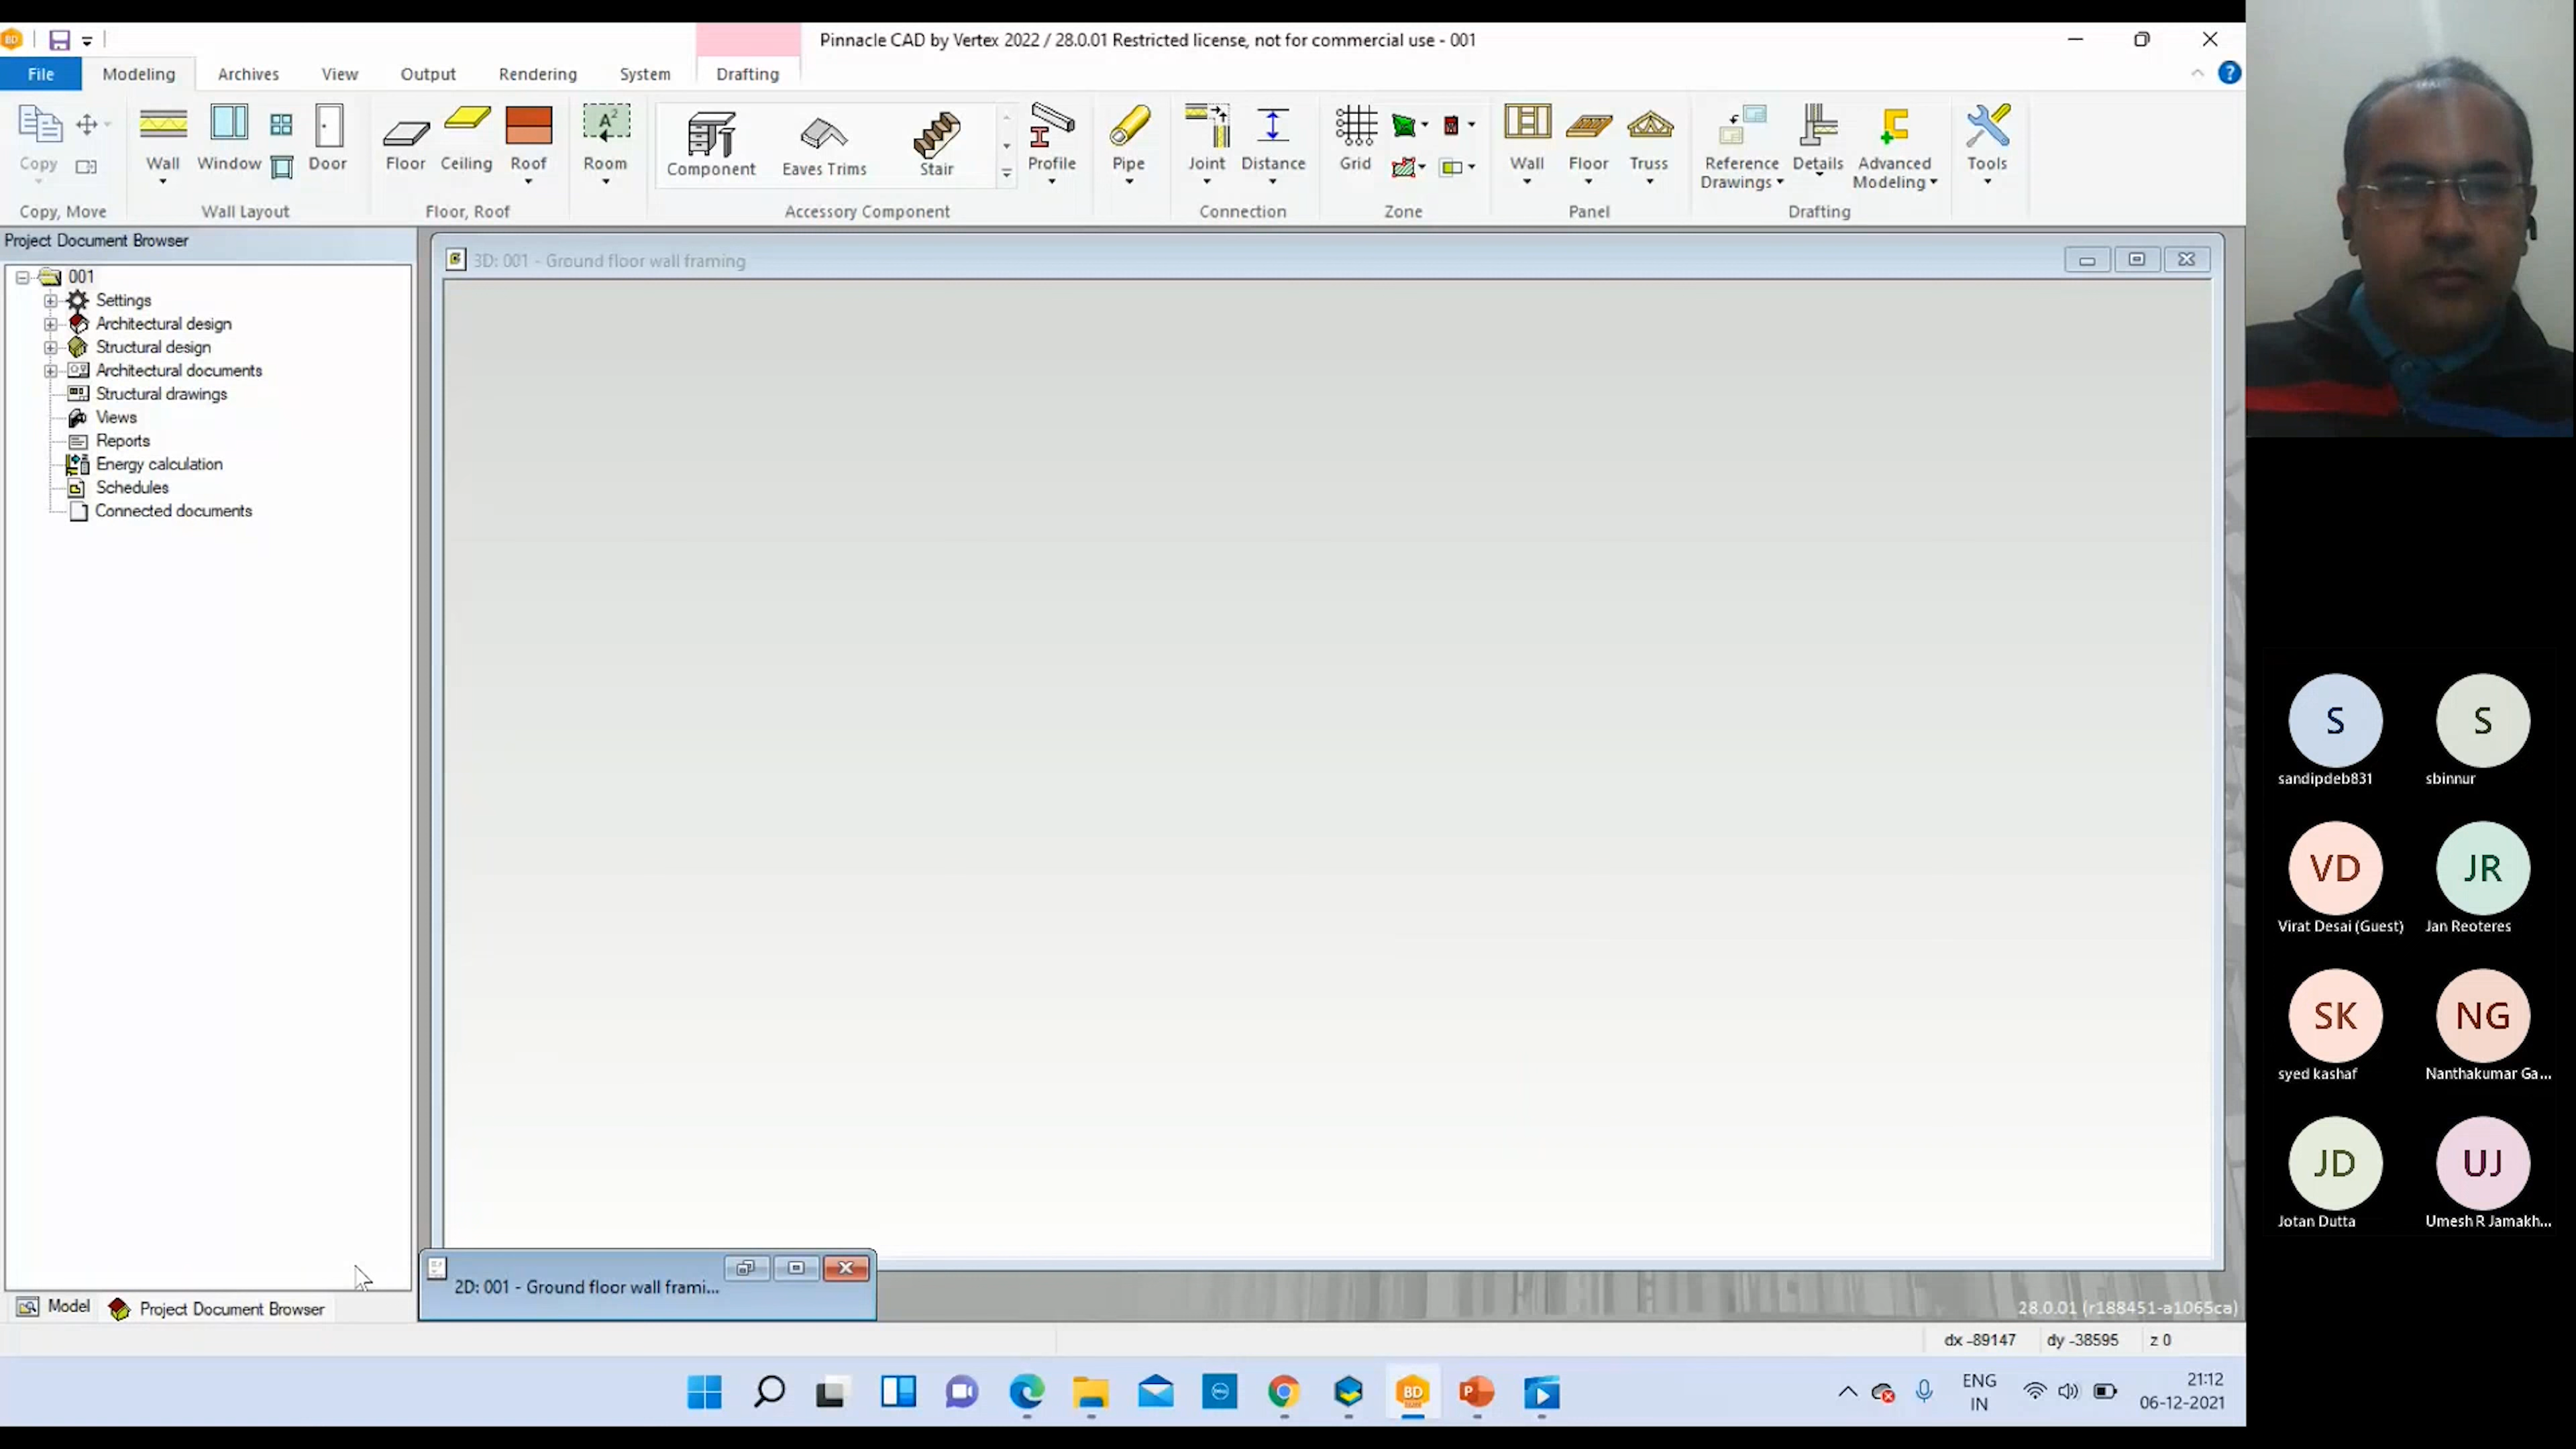 BD
Pinnacle CAD by Vertex 2022 / 28.0.01 Restricted license, not for commercial use - 001
File Modeling Archives View Output Rendering System Drafting
?
Copy
Wall
Window
Door
Floor
Ceiling
Roof
A²
Room
Component
Eaves Trims
Stair
Profile
Pipe
Joint
Distance
Grid
Wall
Floor
Truss
Reference
Drawings
Details
Advanced
Modeling
Tools
Copy, Move
Wall Layout
Floor, Roof
Accessory Component
Connection
Zone
Panel
Drafting
Project Document Browser
001
Settings
Architectural design
Structural design
Architectural documents
Structural drawings
Views
Reports
Energy calculation
Schedules
Connected documents
3D: 001 - Ground floor wall framing
2D: 001 - Ground floor wall frami...
Model
Project Document Browser
28.0.01 (r188451-a1065ca)
dx -89147 dy -38595 z 0
BD
P
ENG
IN
21:12
06-12-2021
S
sandipdeb831
S
sbinnur
VD
Virat Desai (Guest)
JR
Jan Reoteres
SK
syed kashaf
NG
Nanthakumar Ga...
JD
Jotan Dutta
UJ
Umesh R Jamakh...